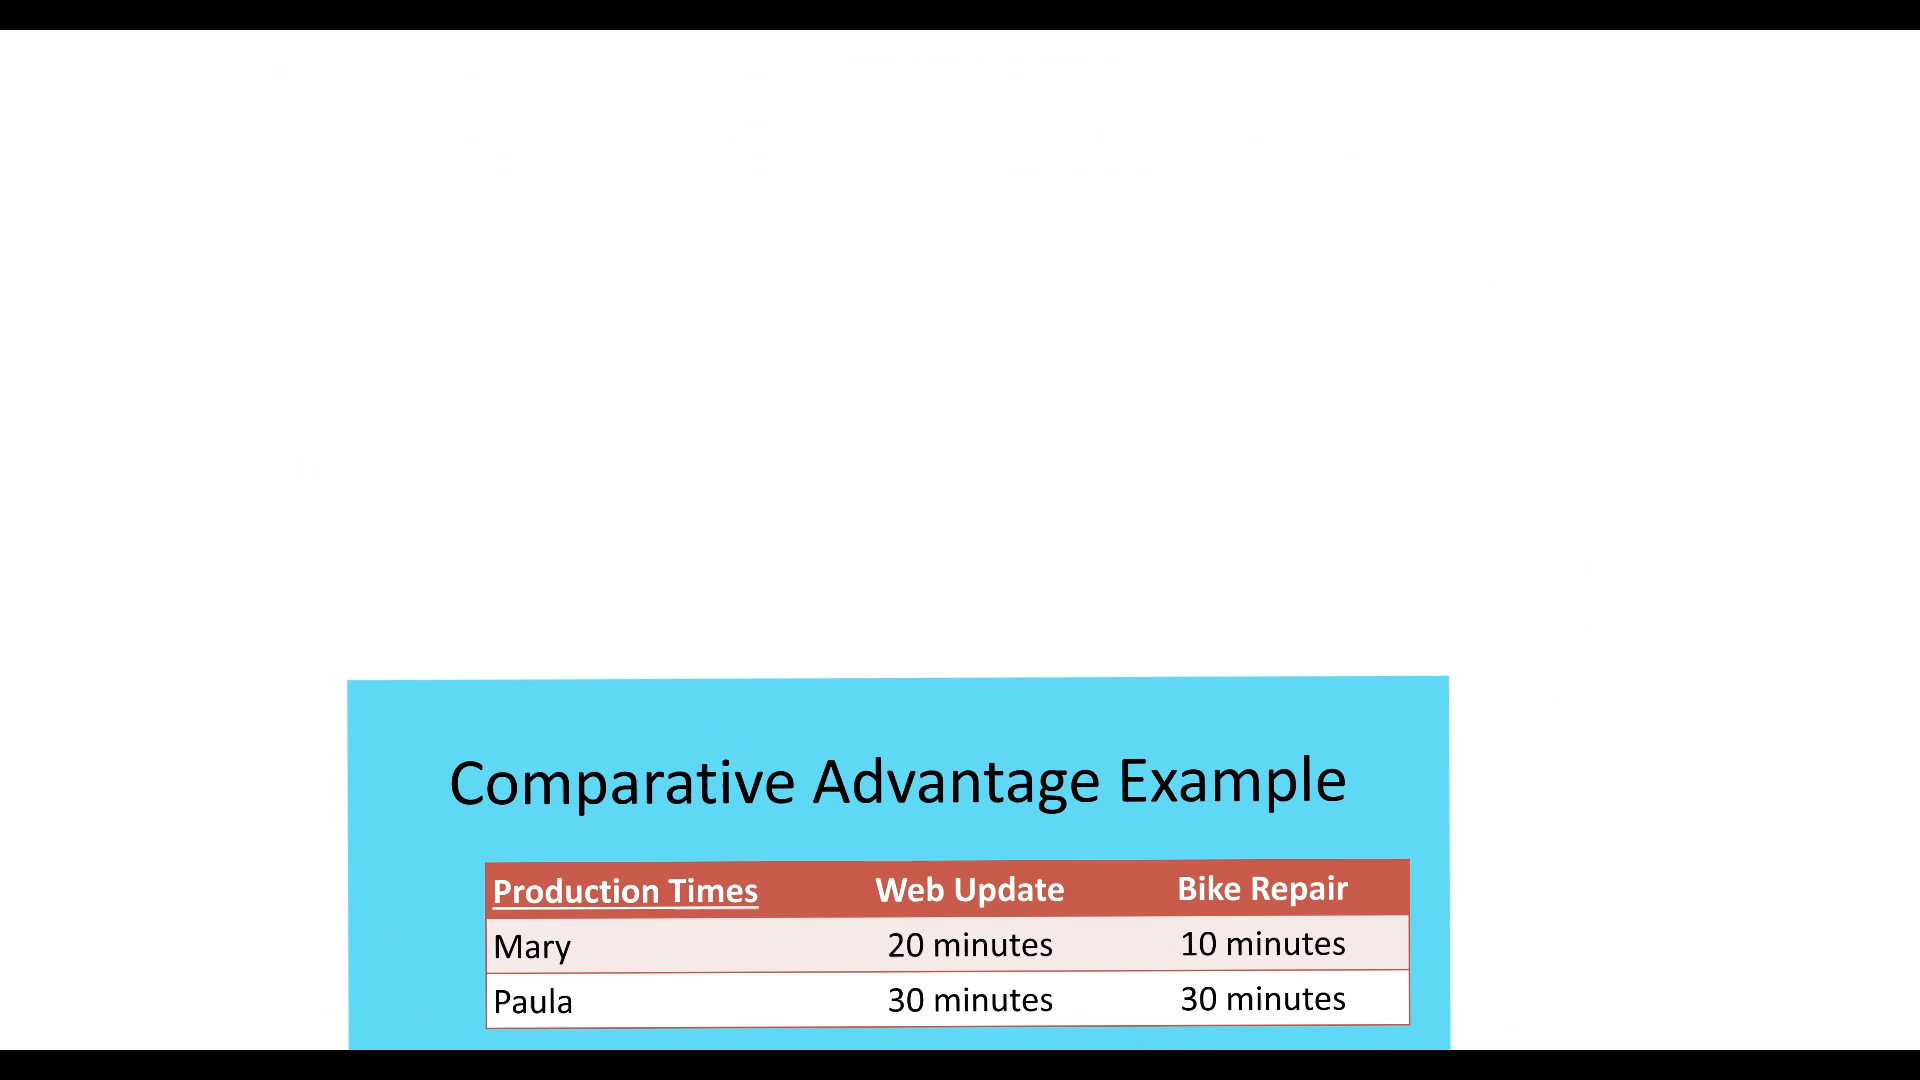 Comparative Advantage Example
Production Times Web Update Bike Repair
Mary 20 minutes 10 minutes
Paula 30 minutes 30 minutes